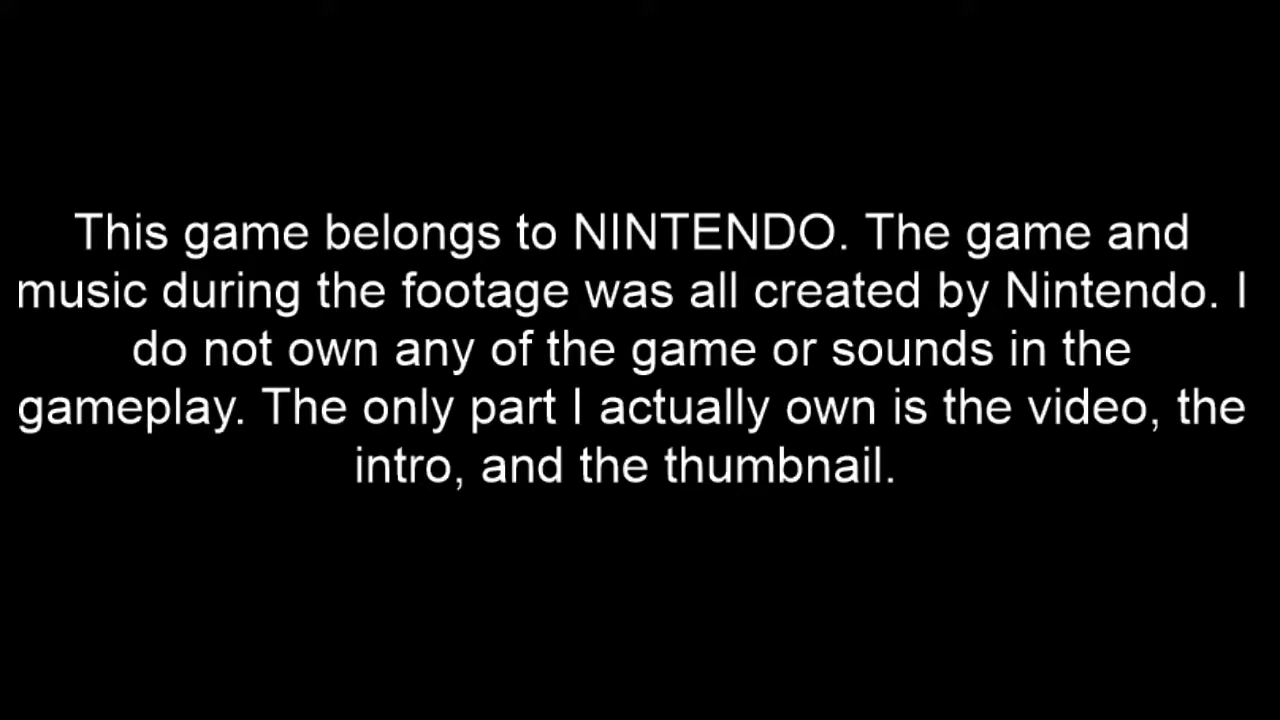 This game belongs to NINTENDO. The game and
music during the footage was all created by Nintendo. I
do not own any of the game or sounds in the
gameplay. The only part I actually own is the video, the
intro, and the thumbnail.